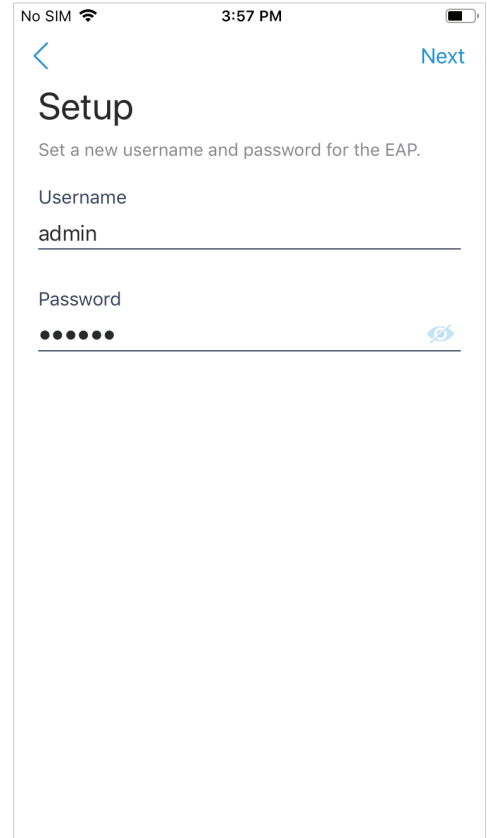 No SIM 3:57 PM
Next
Setup
Set a new username and password for the EAP.
Username
admin
Password
●●●●●●